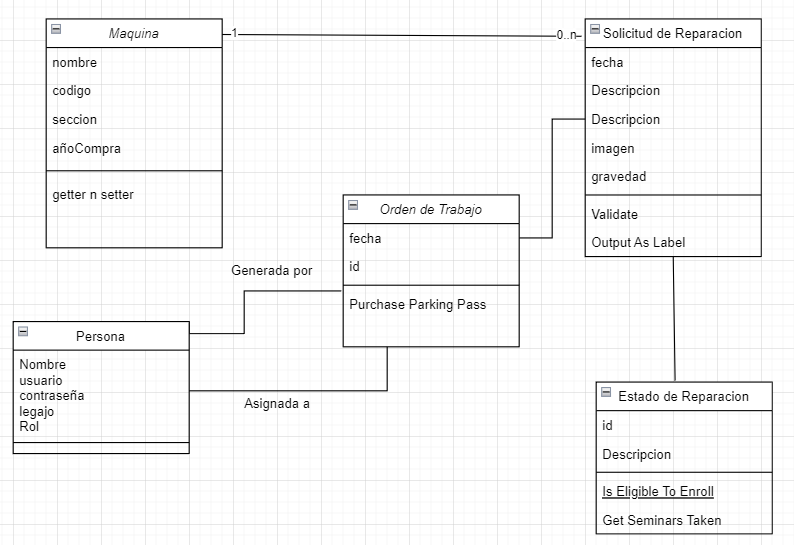 Maquina
nombre
codigo
seccion
añoCompra
getter n setter
1
0..n
Solicitud de Reparacion
fecha
Descripcion
Descripcion
imagen
gravedad
Validate
Output As Label
Orden de Trabajo
fecha
id
Purchase Parking Pass
Generada por
Persona
Nombre
usuario
contraseña
legajo
Rol
Asignada a
Estado de Reparacion
id
Descripcion
Is Eligible To Enroll
Get Seminars Taken